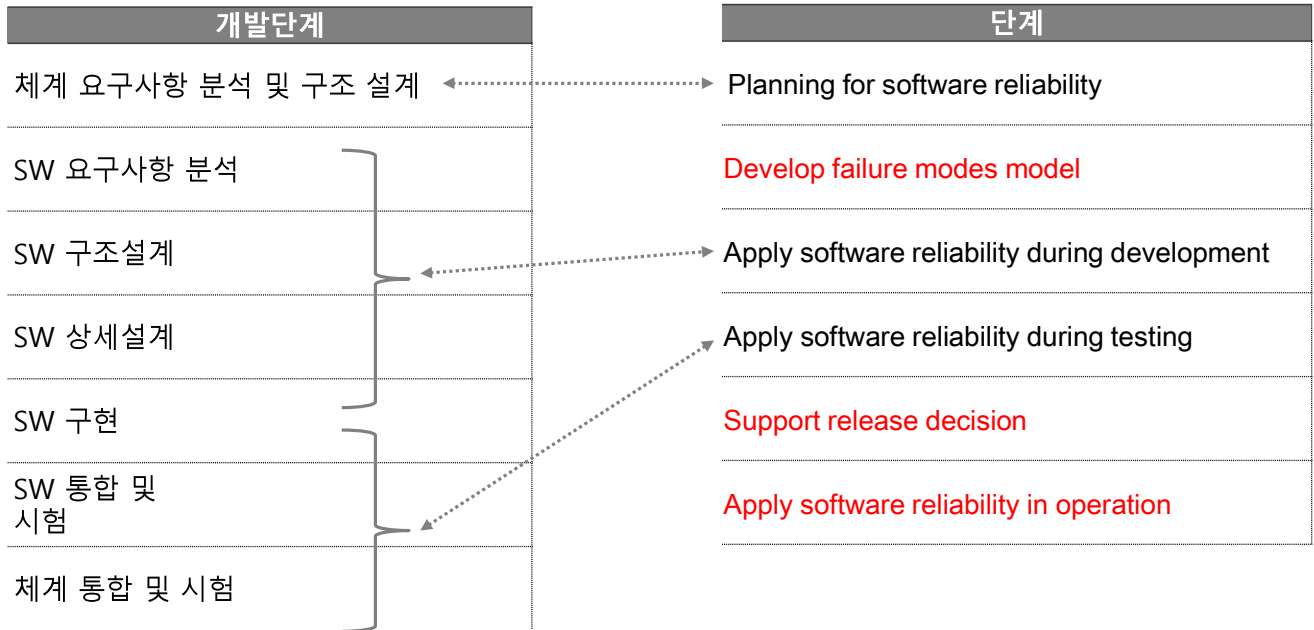 개발단계
체계 요구사항 분석 및 구조 설계
SW 요구사항 분석
SW 구조설계
SW 상세설계
SW 구현
SW 통합 및
시험
체계 통합 및 시험
단계
Planning for software reliability
Develop failure modes model
Apply software reliability during development
Apply software reliability during testing
Support release decision
Apply software reliability in operation